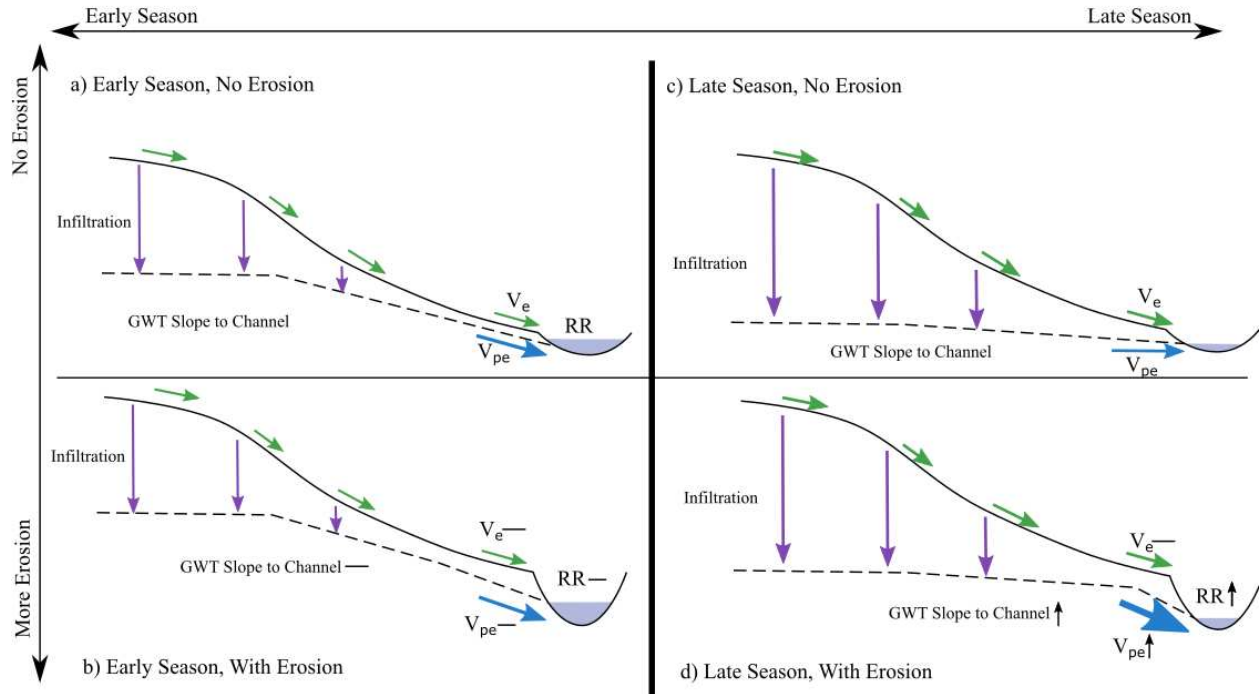 Early Season
Late Season
No Erosion
More Erosion
a) Early Season, No Erosion
Infiltration
GWT Slope to Channel
Ve
RR
Vpe
c) Late Season, No Erosion
Infiltration
GWT Slope to Channel
Ve
Vpe
Infiltration
GWT Slope to Channel —
Ve —
RR —
Vpe —
b) Early Season, With Erosion
Infiltration
GWT Slope to Channel ↑
Ve —
RR ↑
Vpe ↑
d) Late Season, With Erosion